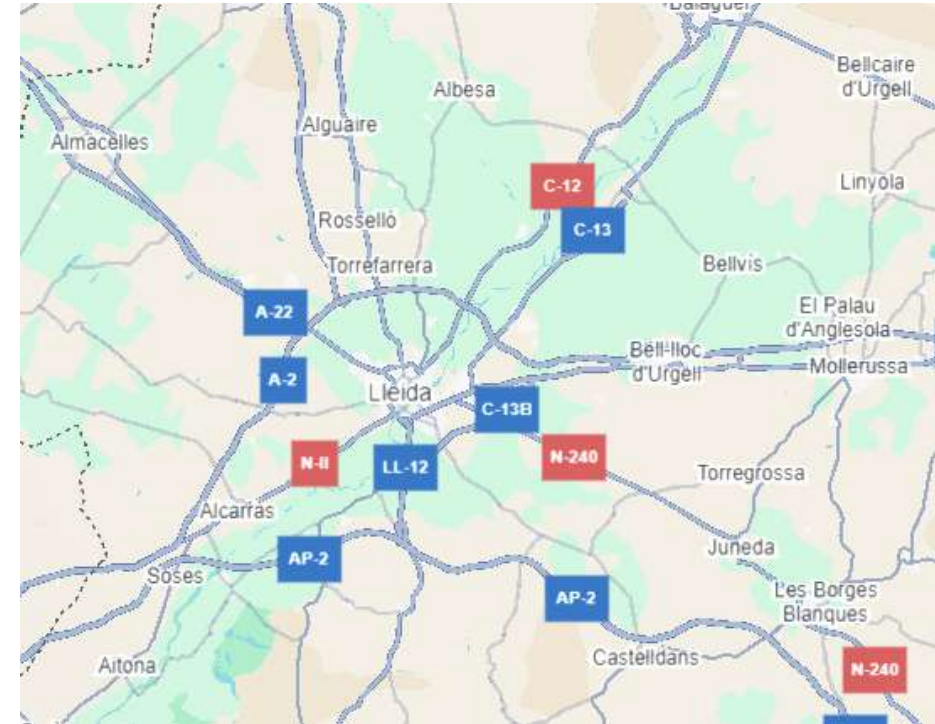 Balaguer
Bellcaire
d'Urgell
Albesa
Alguaire
Almacelles
C-12
Linyola
Rosselló
C-13
Torrefarrera
Bellvís
A-22
El Palau
d'Anglesola
Bell-lloc
d'Urgell
Mollerussa
A-2
Lleida
C-13B
N-II
LL-12
N-240
Torregrossa
Alcarràs
Juneda
AP-2
Soses
AP-2
Les Borges
Blanques
Aitona
Castelldans
N-240